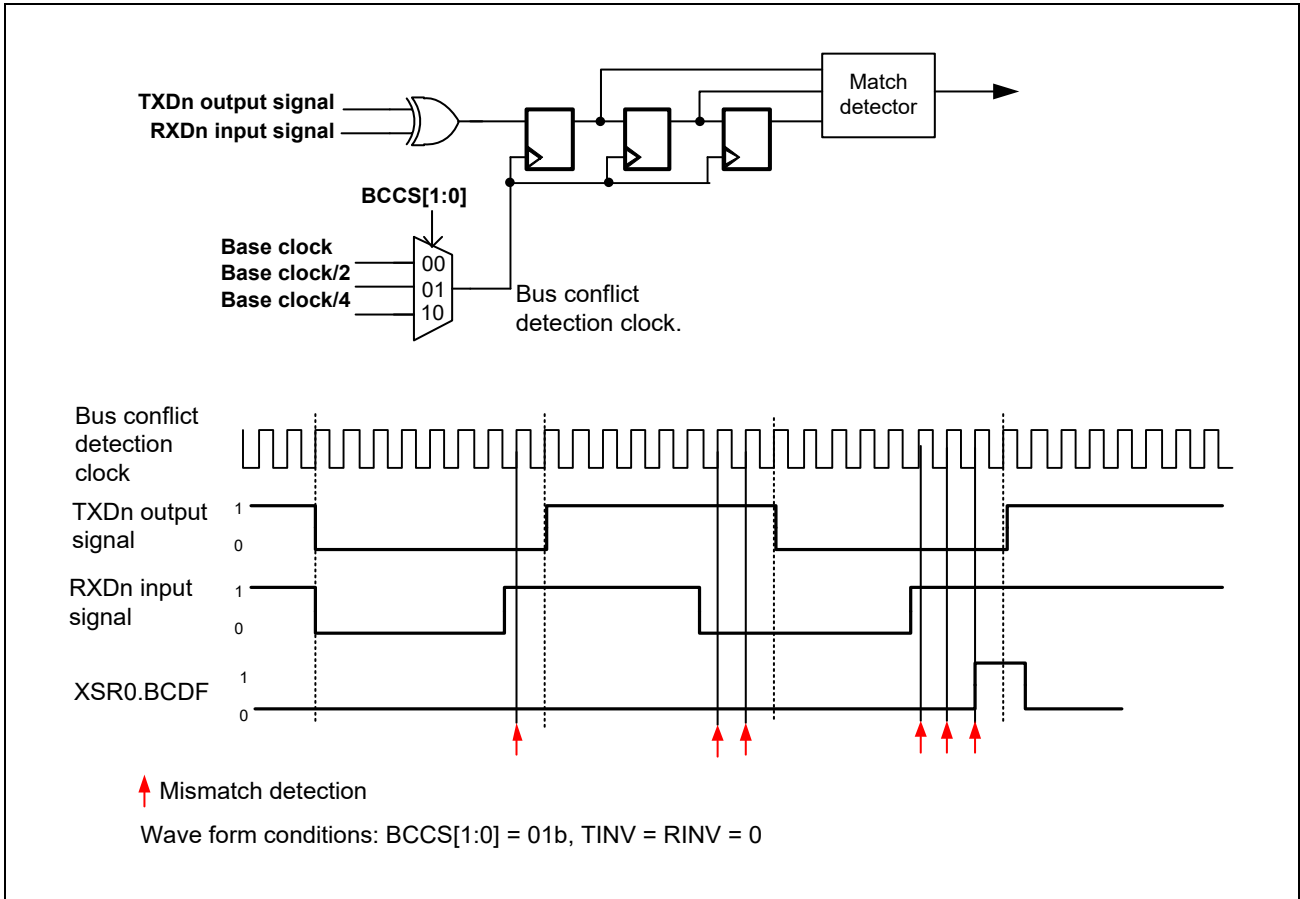 TXDn output signal
RXDn input signal
Match
detector
BCCS[1:0]
Base clock
Base clock/2
Base clock/4
00
01
10
Bus conflict
detection clock.
Bus conflict
detection
clock
TXDn output
signal
1
0
RXDn input
signal
1
0
XSR0.BCDF
1
0
Mismatch detection
Wave form conditions: BCCS[1:0] = 01b, TINV = RINV = 0